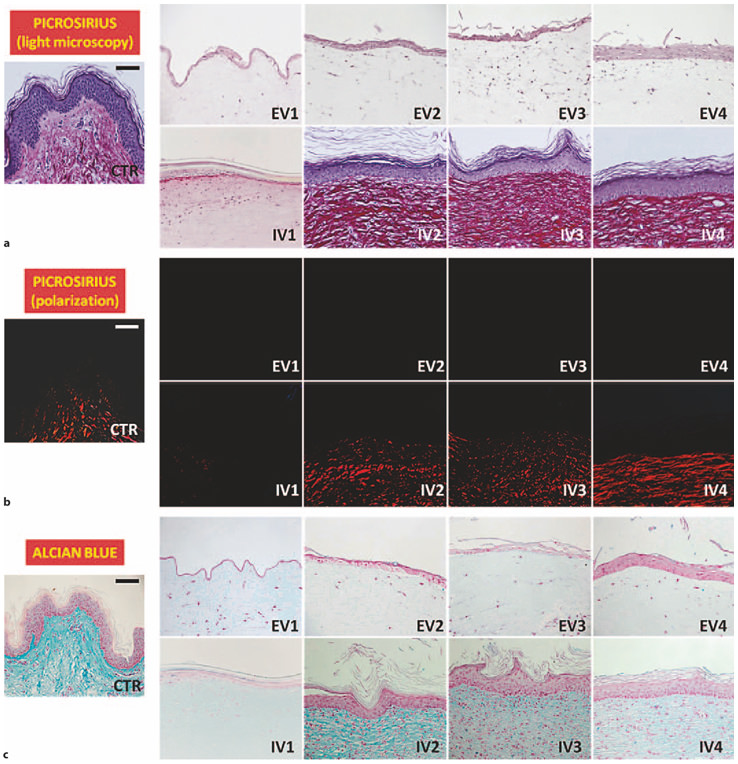 PICROSIRIUS
(light microscopy)
CTR
EV1
EV2
EV3
EV4
IV1
IV2
IV3
IV4
a
PICROSIRIUS
(polarization)
CTR
EV1
EV2
EV3
EV4
IV1
IV2
IV3
IV4
b
ALCIAN BLUE
CTR
EV1
EV2
EV3
EV4
IV1
IV2
IV3
IV4
c